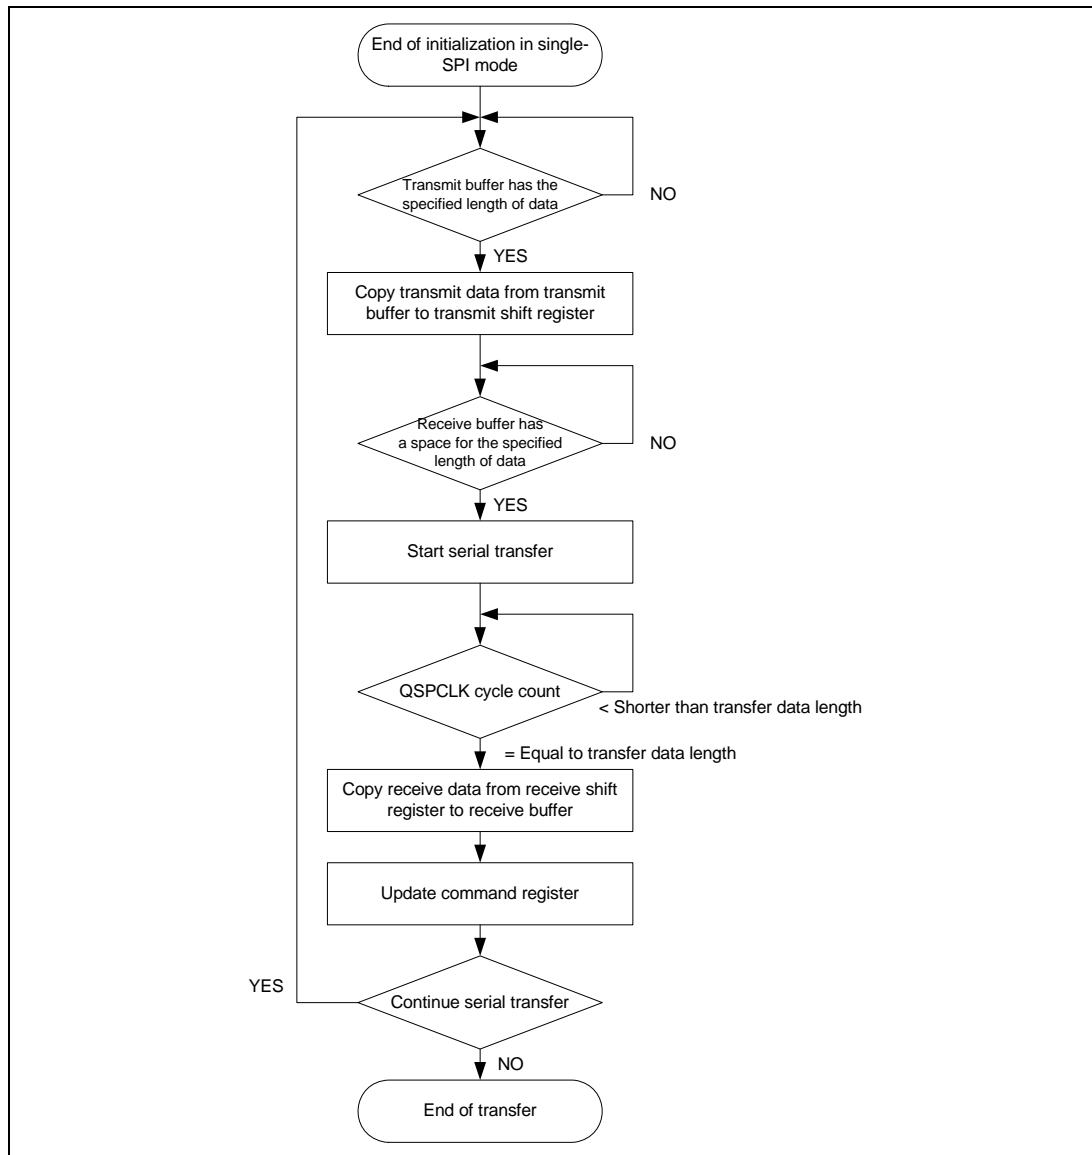 End of initialization in single-
SPI mode
Transmit buffer has the
specified length of data
NO
YES
Copy transmit data from transmit
buffer to transmit shift register
Receive buffer has
a space for the specified
length of data
NO
YES
Start serial transfer
QSPCLK cycle count
< Shorter than transfer data length
= Equal to transfer data length
Copy receive data from receive shift
register to receive buffer
Update command register
YES
Continue serial transfer
NO
End of transfer